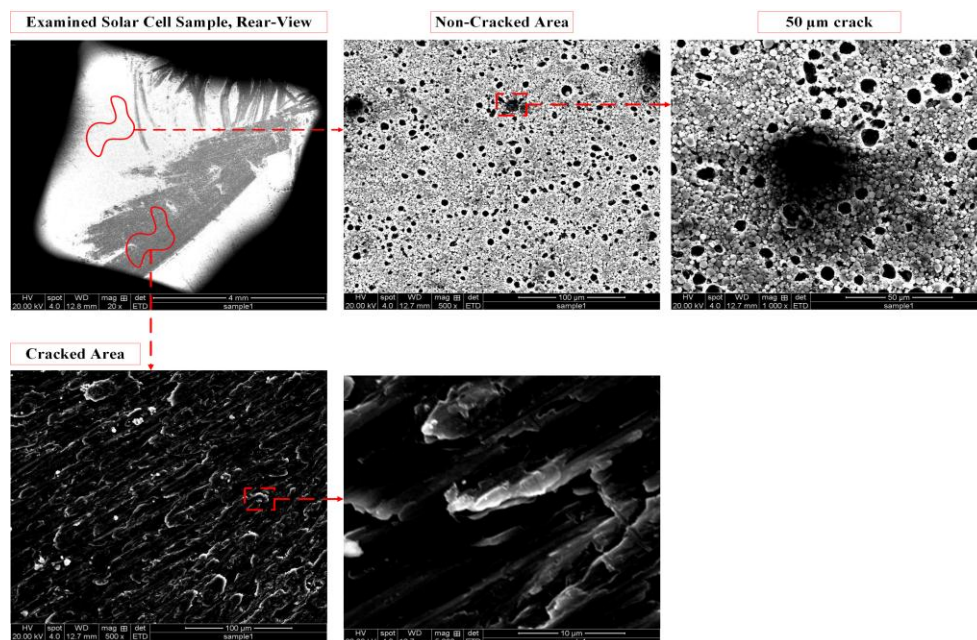 Examined Solar Cell Sample, Rear-View
Non-Cracked Area
50 µm crack
HV spot WD mag ⊞ det 4 mm
20.00 kV 4.0 12.8 mm 20 x ETD sample1
HV spot WD mag ⊞ det 100 µm
20.00 kV 4.0 12.7 mm 500 x ETD sample1
HV spot WD mag ⊞ det 50 µm
20.00 kV 4.0 12.7 mm 1 000 x ETD sample1
Cracked Area
HV spot WD mag ⊞ det 100 µm
20.00 kV 4.0 12.7 mm 500 x ETD sample1
HV spot WD mag ⊞ det 10 µm